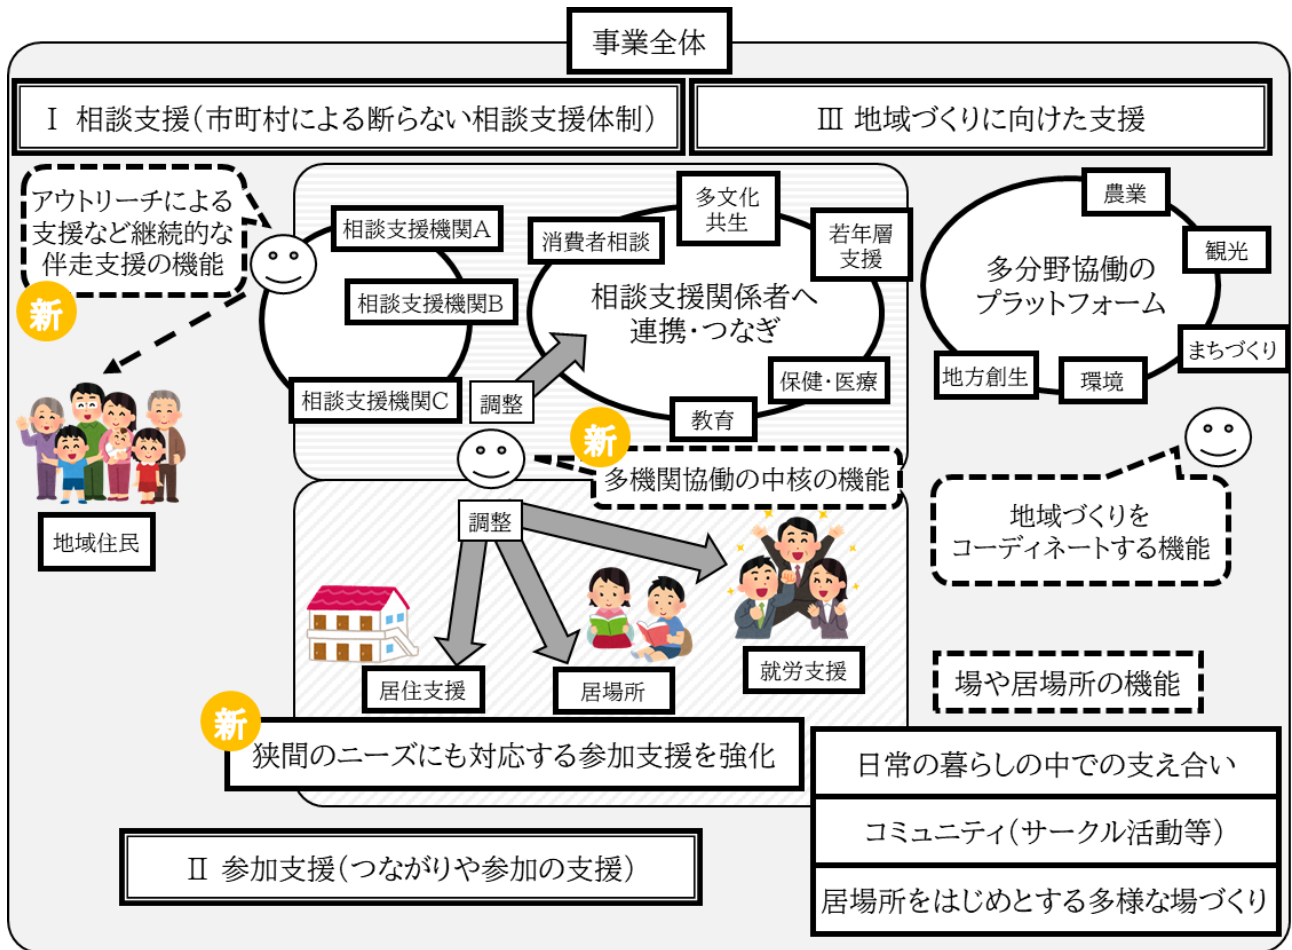 事業全体
Ⅰ 相談支援(市町村による断らない相談支援体制)
Ⅲ 地域づくりに向けた支援
アウトリーチによる
支援など継続的な
伴走支援の機能
新
地域住民
相談支援機関A
相談支援機関B
相談支援機関C
調整
消費者相談
多文化
共生
若年層
支援
相談支援関係者へ
連携・つなぎ
保健・医療
教育
新
多機関協働の中核の機能
農業
観光
多分野協働の
プラットフォーム
まちづくり
地方創生
環境
地域づくりを
コーディネートする機能
調整
居住支援
居場所
就労支援
新
狭間のニーズにも対応する参加支援を強化
場や居場所の機能
日常の暮らしの中での支え合い
コミュニティ(サークル活動等)
居場所をはじめとする多様な場づくり
Ⅱ 参加支援(つながりや参加の支援)